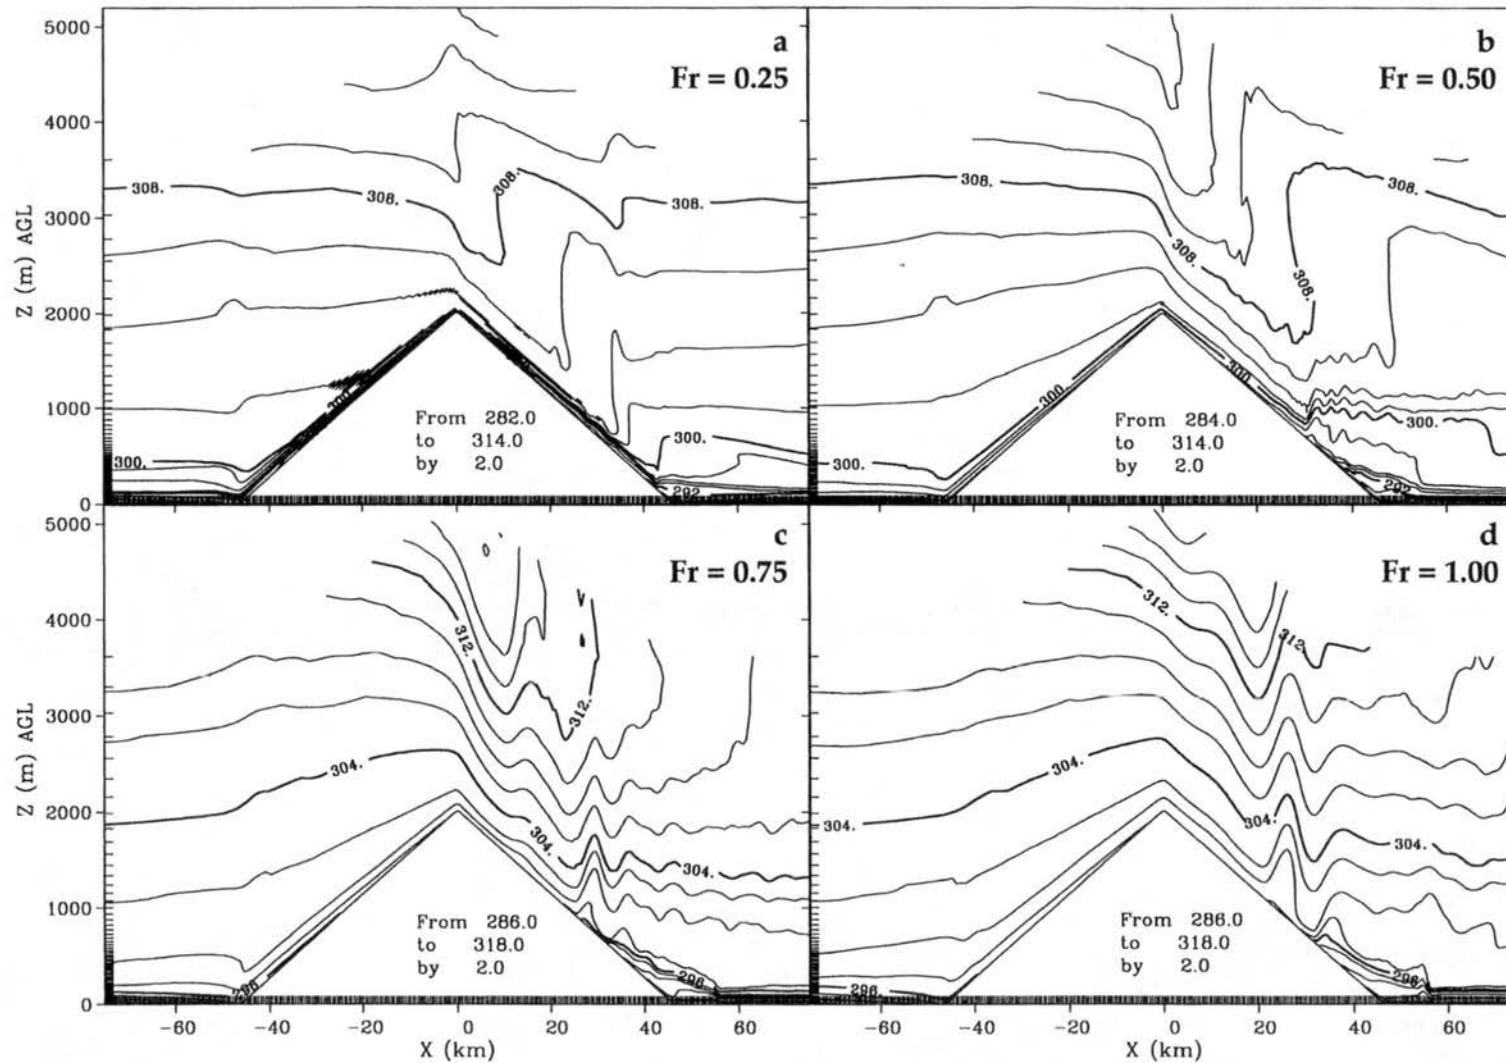 5000
4000
3000
2000
1000
0
Z (m) AGL
a
Fr = 0.25
308.
308.
308.
308.
300.
300.
300.
292.
From 282.0
to 314.0
by 2.0
b
Fr = 0.50
308.
308.
308.
308.
300.
300.
300.
292.
From 284.0
to 314.0
by 2.0
5000
4000
3000
2000
1000
0
Z (m) AGL
c
Fr = 0.75
312.
312.
304.
304.
304.
296.
296.
From 286.0
to 318.0
by 2.0
−60 −40 −20 0 20 40 60
X (km)
d
Fr = 1.00
312.
312.
304.
304.
304.
304.
296.
296.
From 286.0
to 318.0
by 2.0
−60 −40 −20 0 20 40 60
X (km)